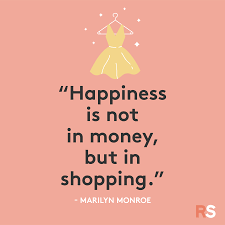 “Happiness
is not
in money,
but in
shopping.”
- MARILYN MONROE
RS